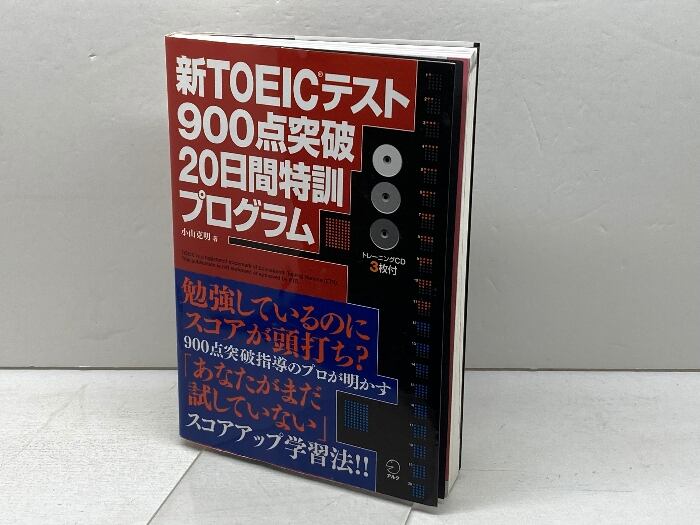 新TOEIC®テスト
900点突破
20日間特訓
プログラム
小山克明 著
トレーニングCD
3枚付
勉強しているのに
スコアが頭打ち?
900点突破指導のプロが明かす
「あなたがまだ
試していない」
スコアアップ学習法!!
アルク